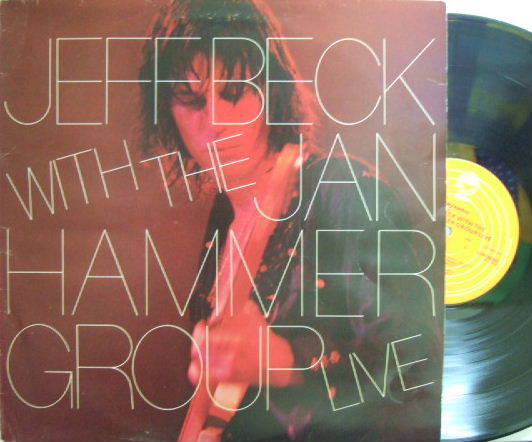 JEFF BECK
WITH THE JAN
HAMMER
GROUP LIVE